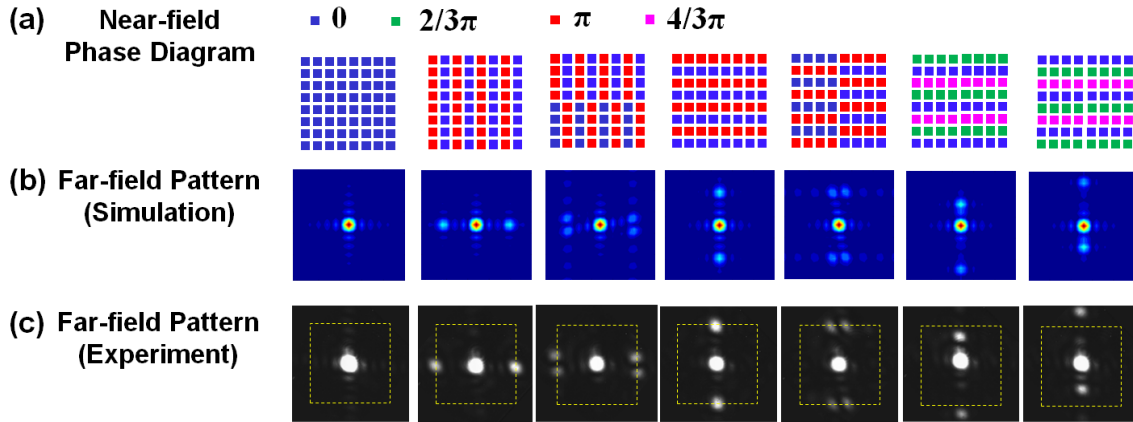 (a) Near-field
Phase Diagram
0 2/3π π 4/3π
(b) Far-field Pattern
(Simulation)
(c) Far-field Pattern
(Experiment)